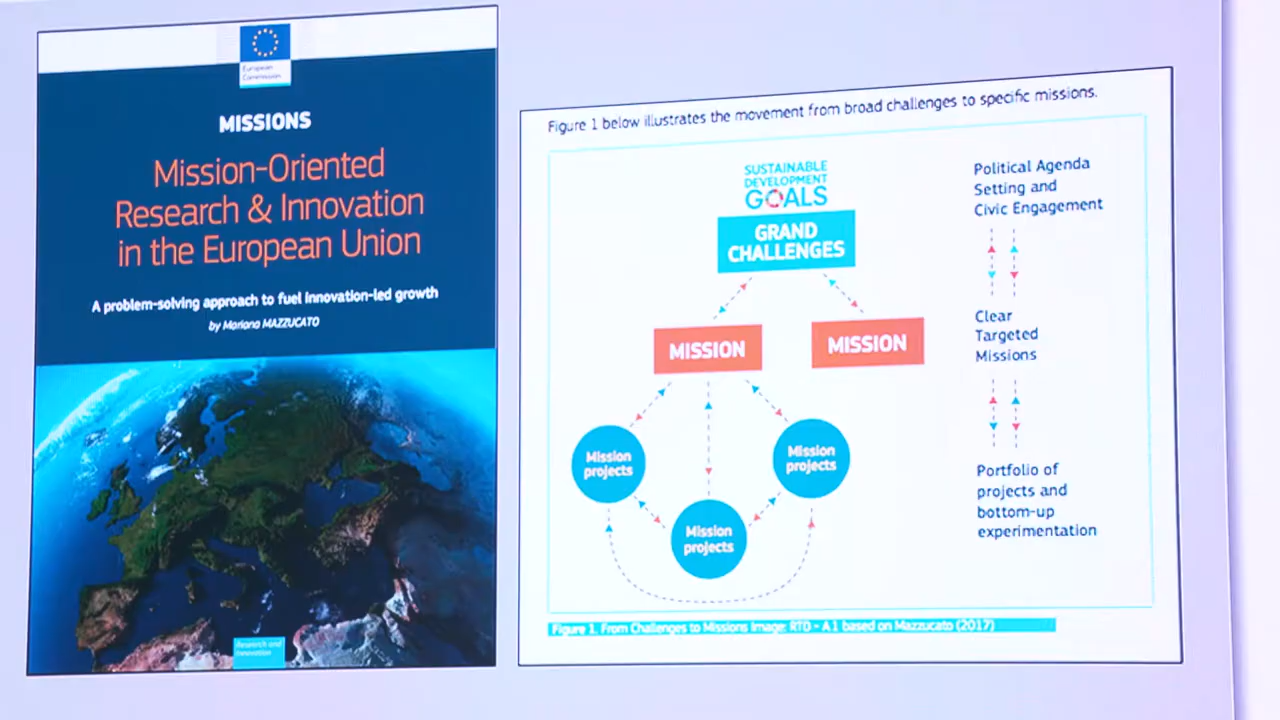 European
Commission
MISSIONS
Mission-Oriented
Research & Innovation
in the European Union
A problem-solving approach to fuel innovation-led growth
by Mariana MAZZUCATO
Research and
Innovation
Figure 1 below illustrates the movement from broad challenges to specific missions.
SUSTAINABLE
DEVELOPMENT
GOALS
GRAND
CHALLENGES
MISSION
MISSION
Mission
projects
Mission
projects
Mission
projects
Political Agenda
Setting and
Civic Engagement
Clear
Targeted
Missions
Portfolio of
projects and
bottom-up
experimentation
Figure 1. From Challenges to Missions Image: RTD - A.1 based on Mazzucato (2017)